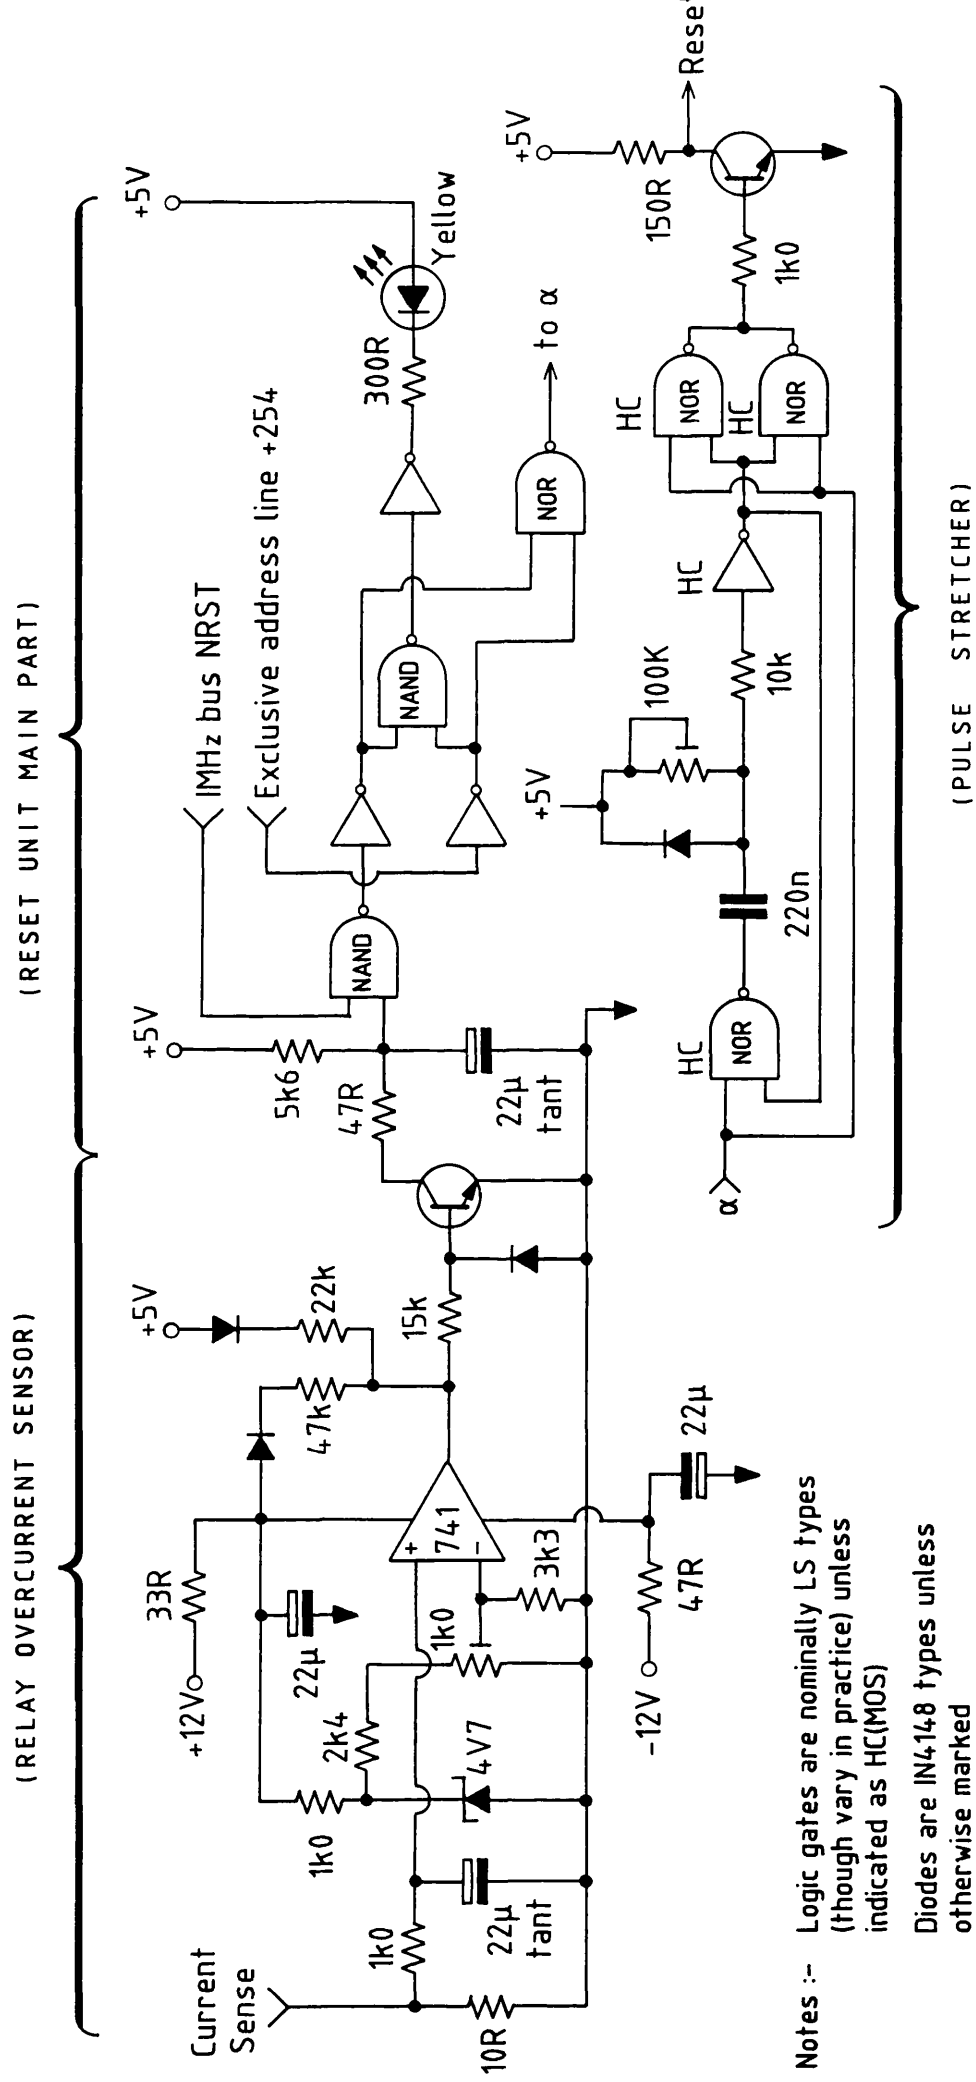 (RELAY OVERCURRENT SENSOR)
(RESET UNIT MAIN PART)
Current
Sense
10R
1k0
22μ
tant
1k0
2k4
4V7
+12V
33R
22μ
1k0
3k3
741
+
-
-12V
47R
22μ
47k
22k
+5V
15k
+5V
5k6
47R
22μ
tant
NAND
1MHz bus NRST
Exclusive address line +254
NAND
NOR
to α
300R
Yellow
+5V
α
HC
NOR
220n
+5V
100K
10k
HC
HC
NOR
HC
NOR
1k0
150R
+5V
(PULSE STRETCHER)
Notes :- Logic gates are nominally LS types
(though vary in practice) unless
indicated as HC(MOS)
Diodes are IN4148 types unless
otherwise marked